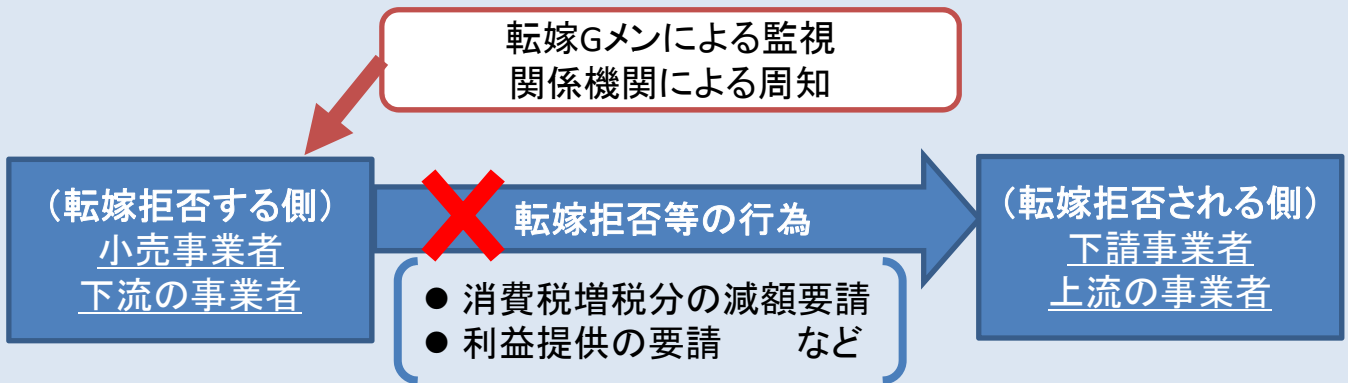 転嫁Gメンによる監視
関係機関による周知
（転嫁拒否する側）
小売事業者
下流の事業者
転嫁拒否等の行為
● 消費税増税分の減額要請
● 利益提供の要請　　など
（転嫁拒否される側）
下請事業者
上流の事業者